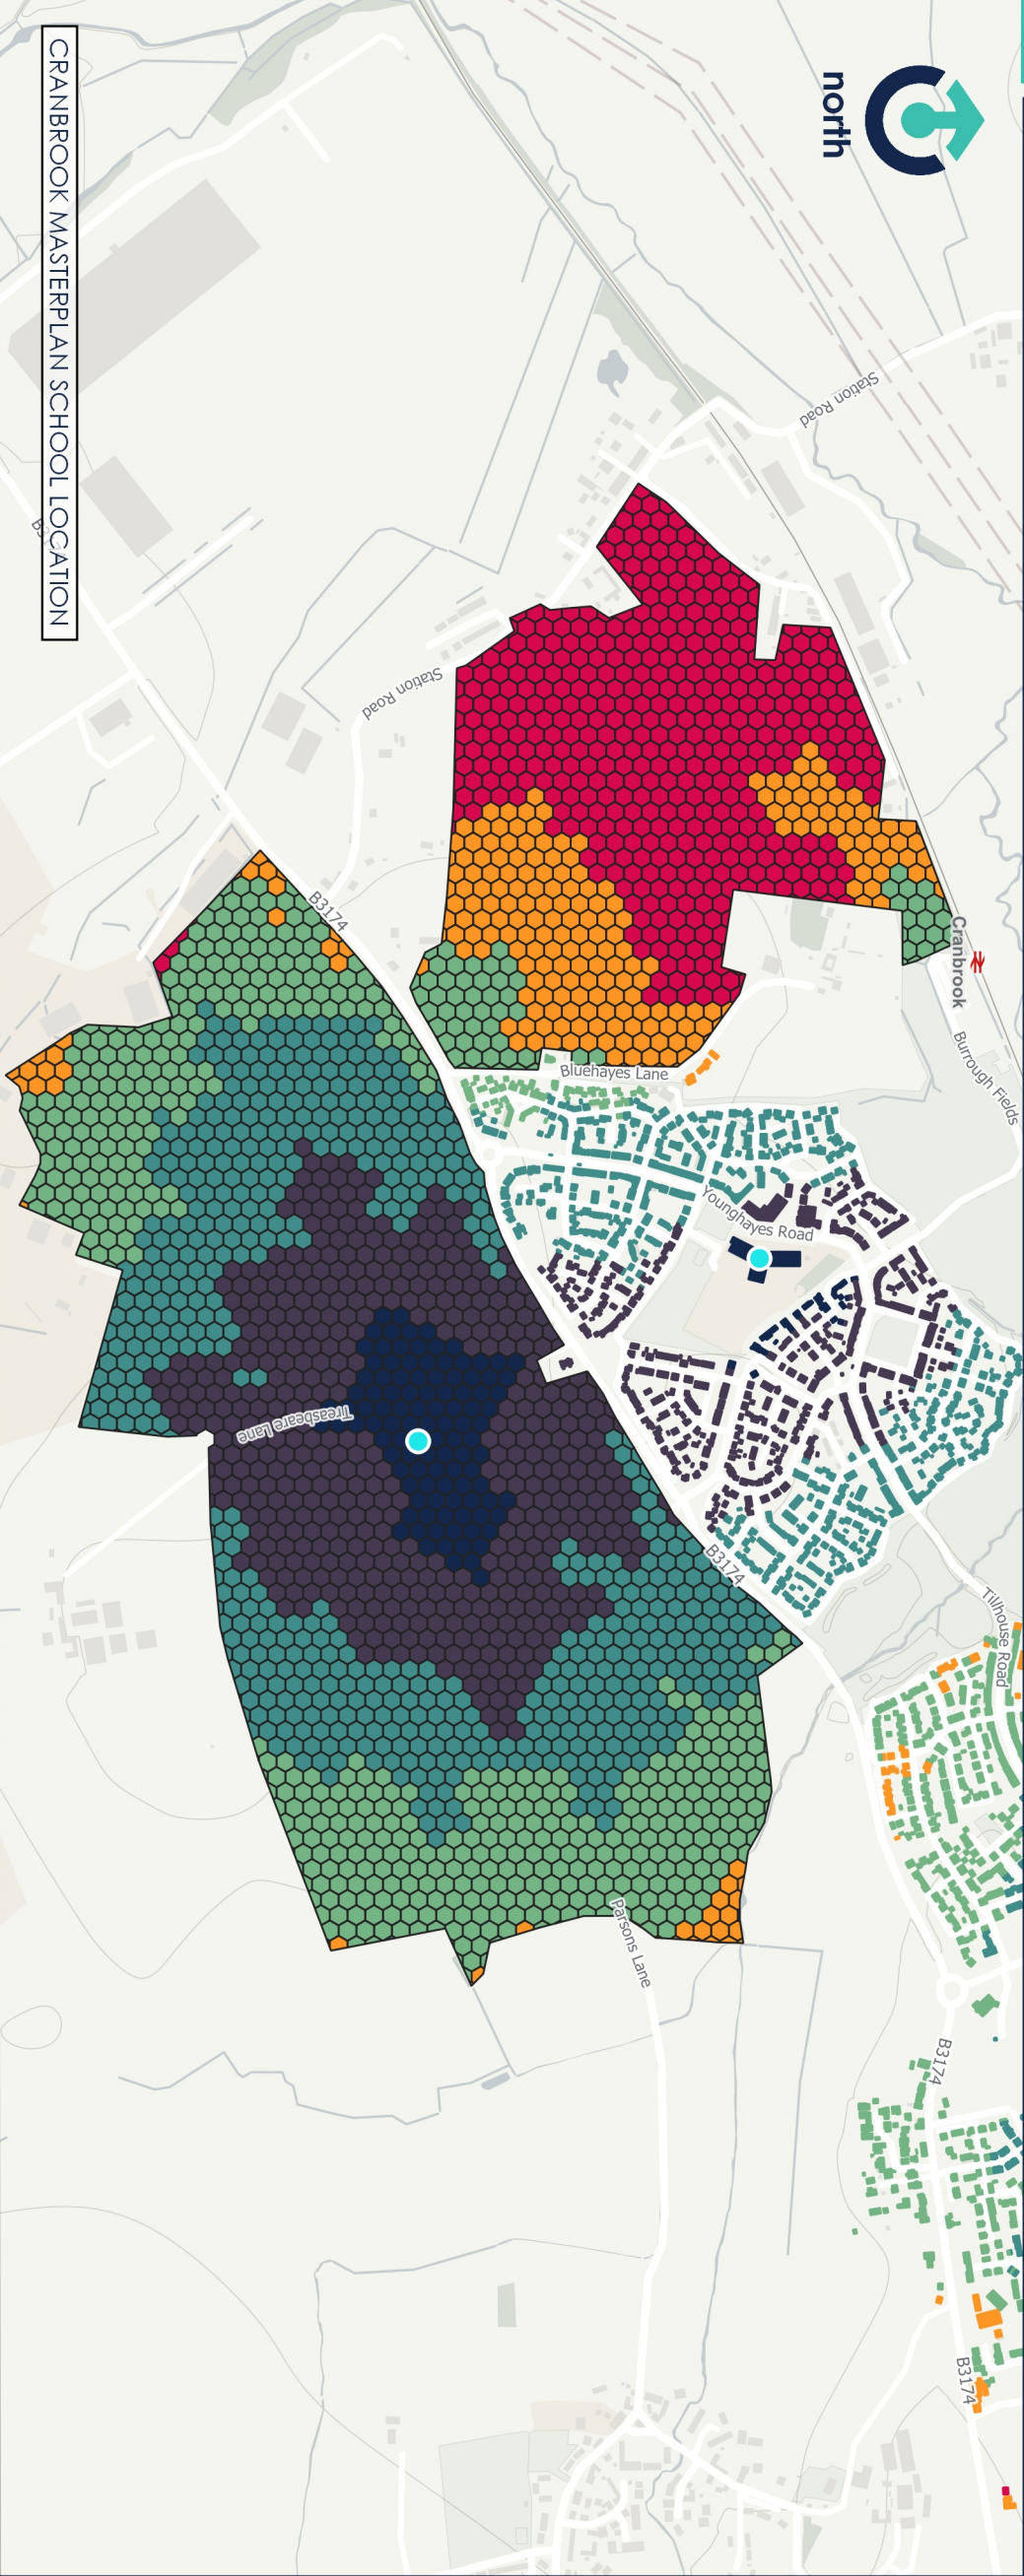 north
CRANBROOK MASTERPLAN SCHOOL LOCATION
Station Road
Station Road
B3174
Cranbrook
Burrough Fields
Bluehayes Lane
Younghayes Road
Treasbeare Lane
B3174
Tillhouse Road
Parsons Lane
B3174
B3174